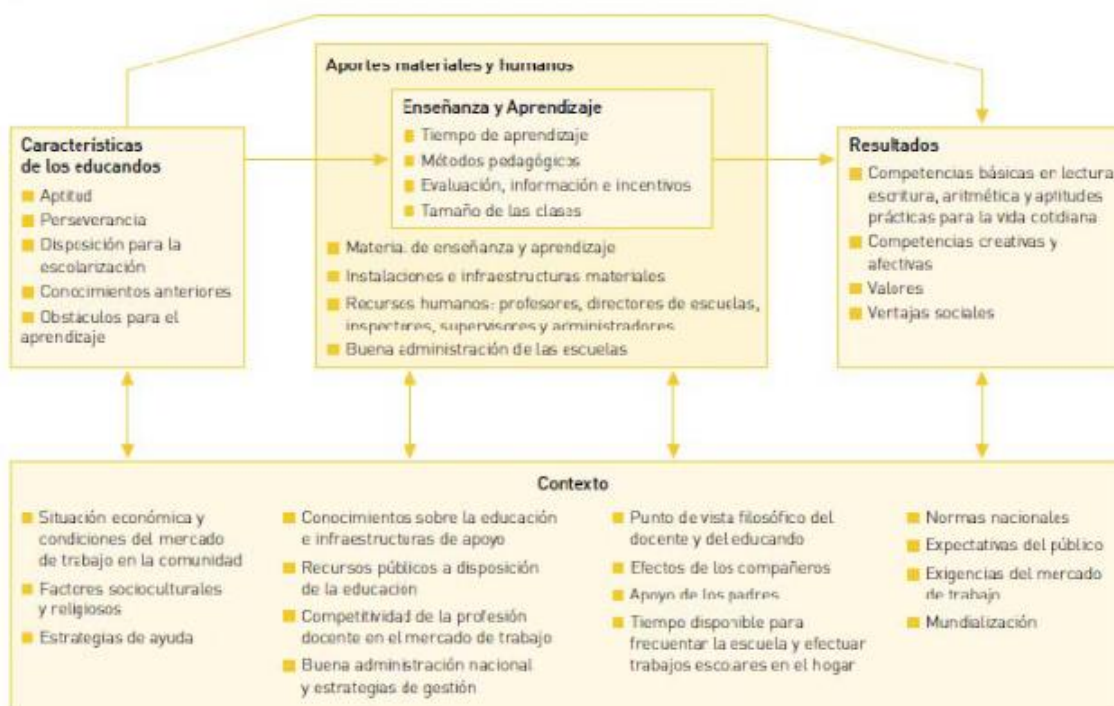 Aportes materiales y humanos
Enseñanza y Aprendizaje
Tiempo de aprendizaje
Métodos pedagógicos
Evaluación, información e incentivos
Tamaño de las clases
Material de enseñanza y aprendizaje
Instalaciones e infraestructuras materiales
Recursos humanos: profesores, directores de escuelas,
inspectores, supervisores y administradores
Buena administración de las escuelas
Características
de los educandos
Aptitud
Perseverancia
Disposición para la
escolarización
Conocimientos anteriores
Obstáculos para el
aprendizaje
Resultados
Competencias básicas en lectura
escritura, aritmética y aptitudes
prácticas para la vida cotidiana
Competencias creativas y
afectivas
Valores
Vertajas sociales
Contexto
Situación económica y
condiciones del mercado
de trabajo en la comunidad
Factores socioculturales
y religiosos
Estrategias de ayuda
Conocimientos sobre la educación
e infraestructuras de apoyo
Recursos públicos a disposición
de la educación
Competitividad de la profesión
docente en el mercado de trabajo
Buena administración nacional
y estrategias de gestión
Punto de vista filosófico del
docente y del educando
Efectos de los compañeros
Apoyo de los padres
Tiempo disponible para
frecuentar la escuela y efectuar
trabajos escolares en el hogar
Normas nacionales
Expectativas del público
Exigencias del mercado
de trabajo
Mundialización